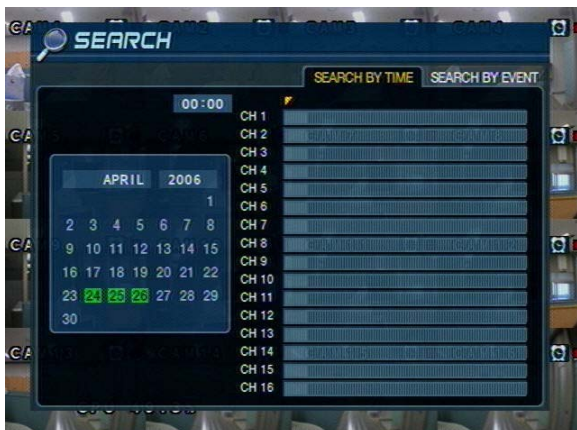 SEARCH
SEARCH BY TIME SEARCH BY EVENT
00:00
APRIL 2006
1
2 3 4 5 6 7 8
9 10 11 12 13 14 15
16 17 18 19 20 21 22
23 24 25 26 27 28 29
30
CH 1
CH 2
CH 3
CH 4
CH 5
CH 6
CH 7
CH 8
CH 9
CH 10
CH 11
CH 12
CH 13
CH 14
CH 15
CH 16